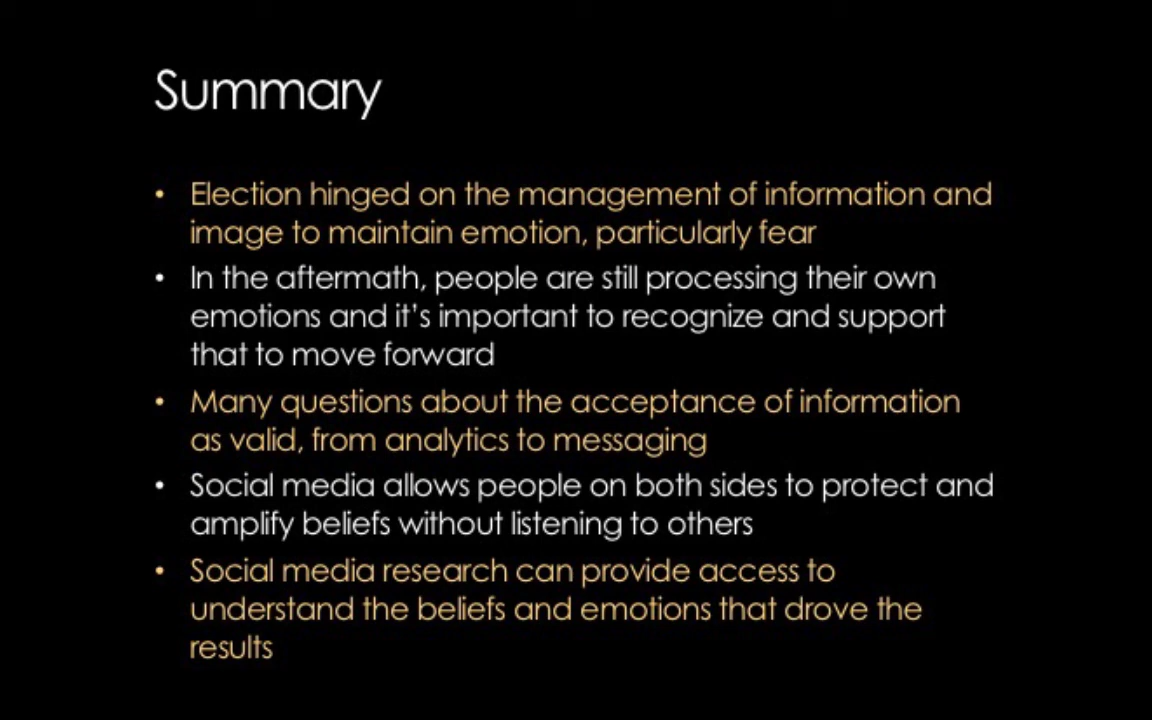 Summary
• Election hinged on the management of information and
image to maintain emotion, particularly fear
• In the aftermath, people are still processing their own
emotions and it's important to recognize and support
that to move forward
• Many questions about the acceptance of information
as valid, from analytics to messaging
• Social media allows people on both sides to protect and
amplify beliefs without listening to others
• Social media research can provide access to
understand the beliefs and emotions that drove the
results